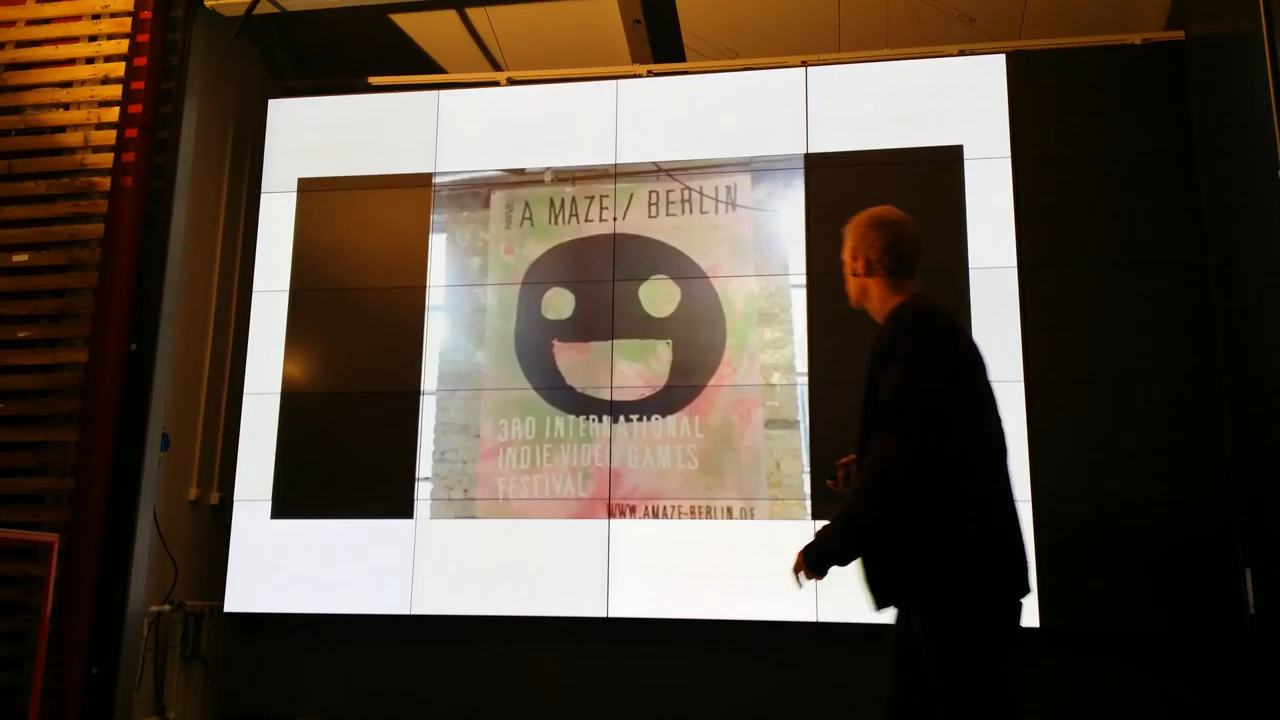 A MAZE./ BERLIN
3RD INTERNATIONAL
INDIE VIDEO GAMES
FESTIVAL
WWW.AMAZE-BERLIN.DE